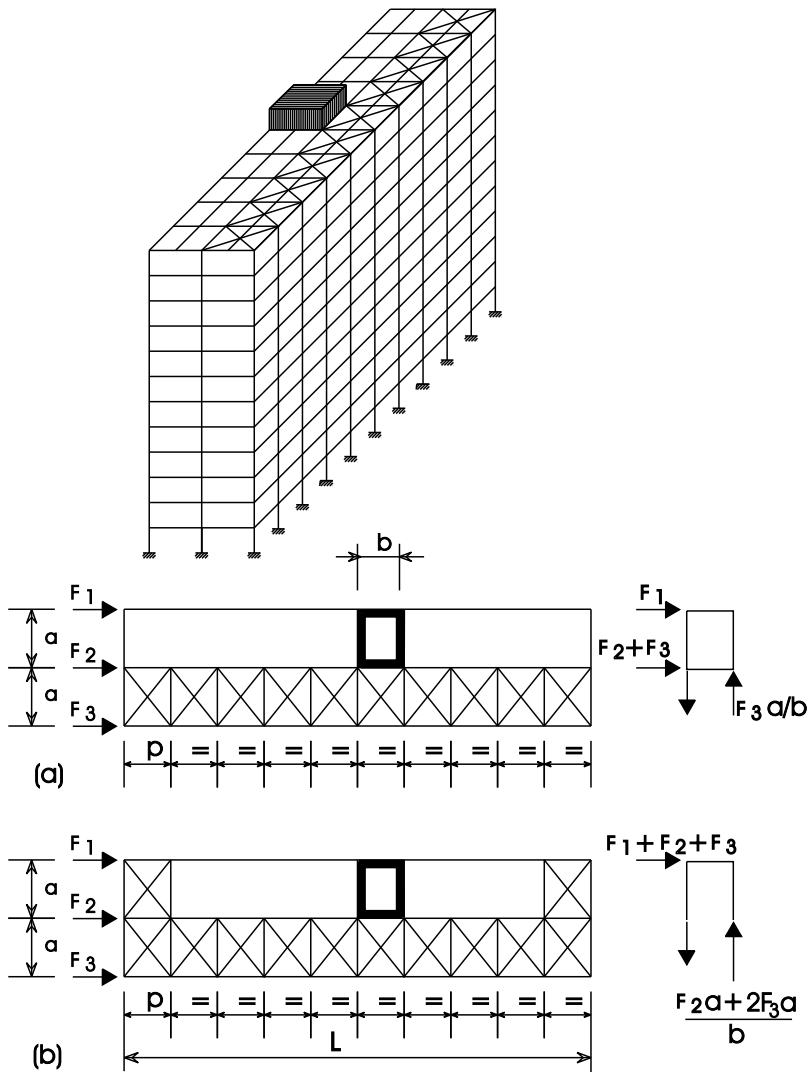 b
F1
a
F2
a
F3
p = = = = = = = = =
(a)
F1
F2+F3
F3 a/b
F1
a
F2
a
F3
p = = = = = = = = =
L
(b)
F1+F2+F3
F2a+2F3a
b